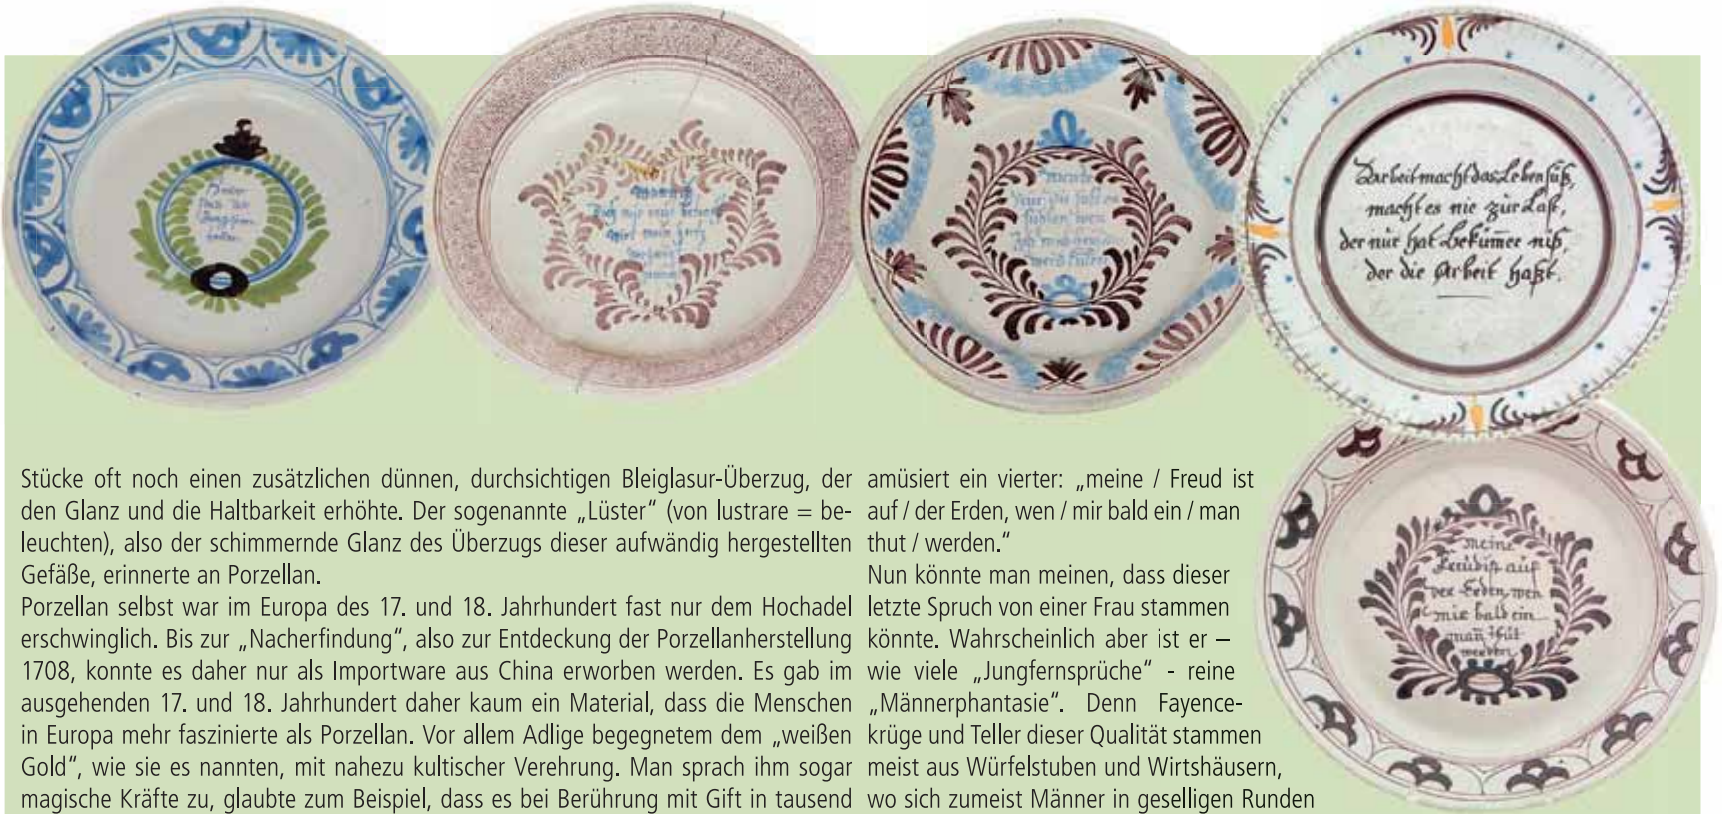 meine
wen
Arbeit macht das Leben süß,
macht es nie zur Last,
der nur hat Bekümmer niß,
der die Arbeit haßt.
meine
Freud ist auf
der Erden, wen
mir bald ein
man thut
werden
Stücke oft noch einen zusätzlichen dünnen, durchsichtigen Bleiglasur-Überzug, der
den Glanz und die Haltbarkeit erhöhte. Der sogenannte „Lüster“ (von lustrare = be-
leuchten), also der schimmernde Glanz des Überzugs dieser aufwändig hergestellten
Gefäße, erinnerte an Porzellan.
Porzellan selbst war im Europa des 17. und 18. Jahrhundert fast nur dem Hochadel
erschwinglich. Bis zur „Nacherfindung“, also zur Entdeckung der Porzellanherstellung
1708, konnte es daher nur als Importware aus China erworben werden. Es gab im
ausgehenden 17. und 18. Jahrhundert daher kaum ein Material, dass die Menschen
in Europa mehr faszinierte als Porzellan. Vor allem Adlige begegnetem dem „weißen
Gold“, wie sie es nannten, mit nahezu kultischer Verehrung. Man sprach ihm sogar
magische Kräfte zu, glaubte zum Beispiel, dass es bei Berührung mit Gift in tausend
amüsiert ein vierter: „meine / Freud ist
auf / der Erden, wen / mir bald ein / man
thut / werden.“
Nun könnte man meinen, dass dieser
letzte Spruch von einer Frau stammen
könnte. Wahrscheinlich aber ist er –
wie viele „Jungfernsprüche“ - reine
„Männerphantasie“. Denn Fayence-
krüge und Teller dieser Qualität stammen
meist aus Würfelstuben und Wirtshäusern,
wo sich zumeist Männer in geselligen Runden